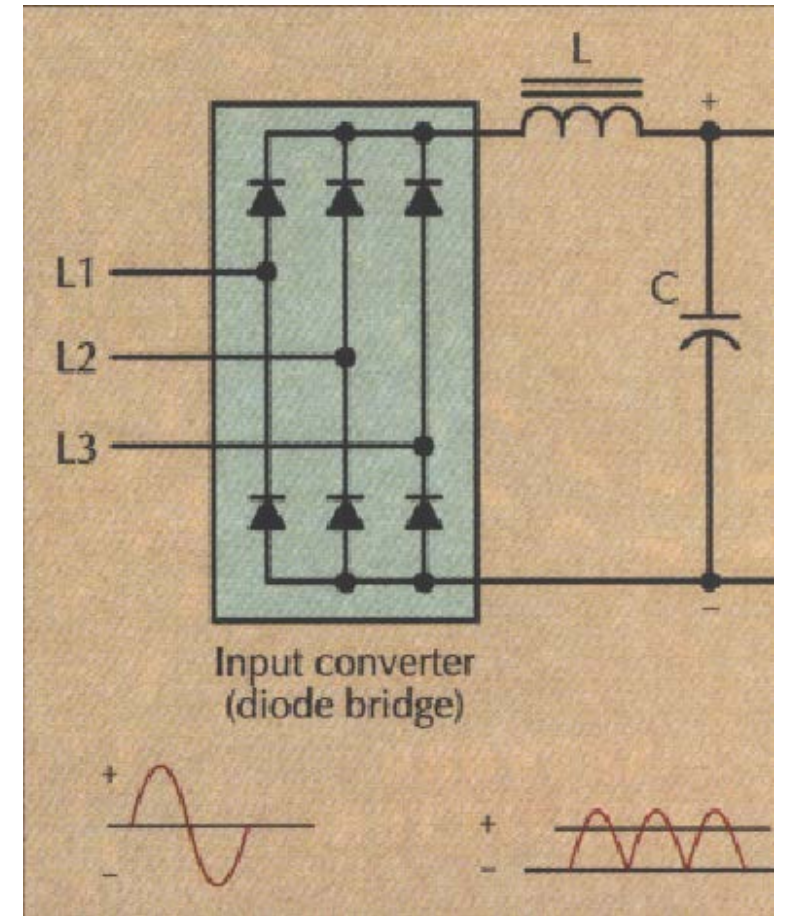 L
+
L1
C
L2
L3
−
Input converter
(diode bridge)
+
−
+
−